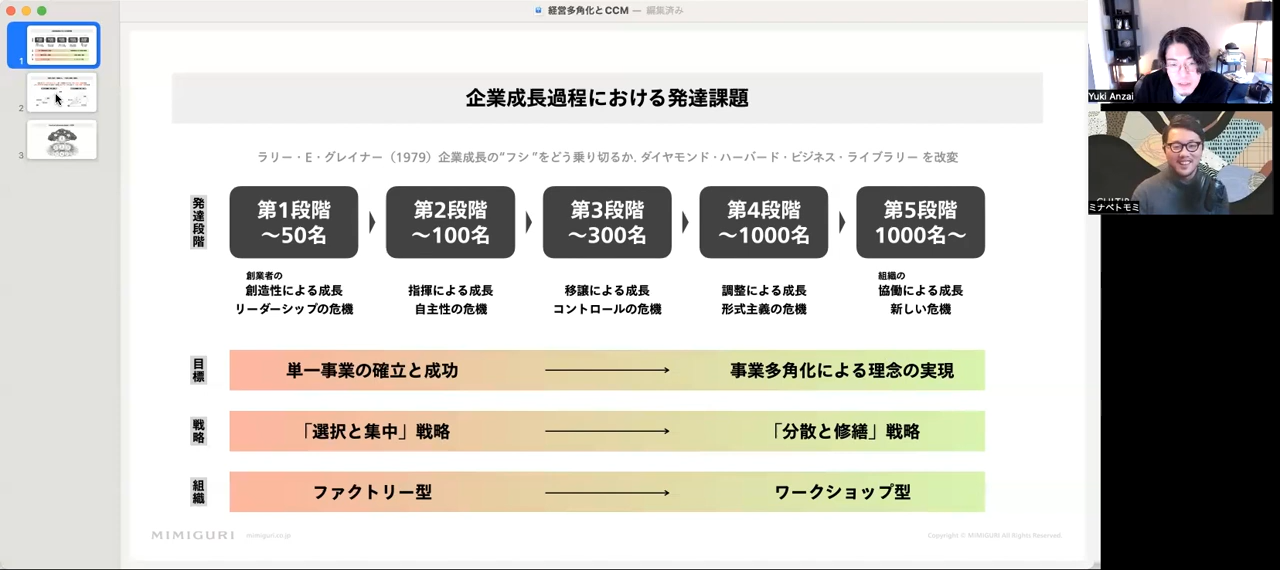 経営多角化とCCM — 編集済み
1
2
3
企業成長過程における発達課題
ラリー・E・グレイナー（1979）企業成長の“フシ”をどう乗り切るか. ダイヤモンド・ハーバード・ビジネス・ライブラリー を改変
発達段階
第1段階
～50名
第2段階
～100名
第3段階
～300名
第4段階
～1000名
第5段階
1000名～
創業者の
創造性による成長
リーダーシップの危機
指揮による成長
自主性の危機
移譲による成長
コントロールの危機
調整による成長
形式主義の危機
組織の
協働による成長
新しい危機
目標
単一事業の確立と成功
事業多角化による理念の実現
戦略
「選択と集中」戦略
「分散と修繕」戦略
組織
ファクトリー型
ワークショップ型
MIMIGURI
mimiguri.co.jp
Copyright © MIMIGURI All Rights Reserved.
Yuki Anzai
ミナベトモミ